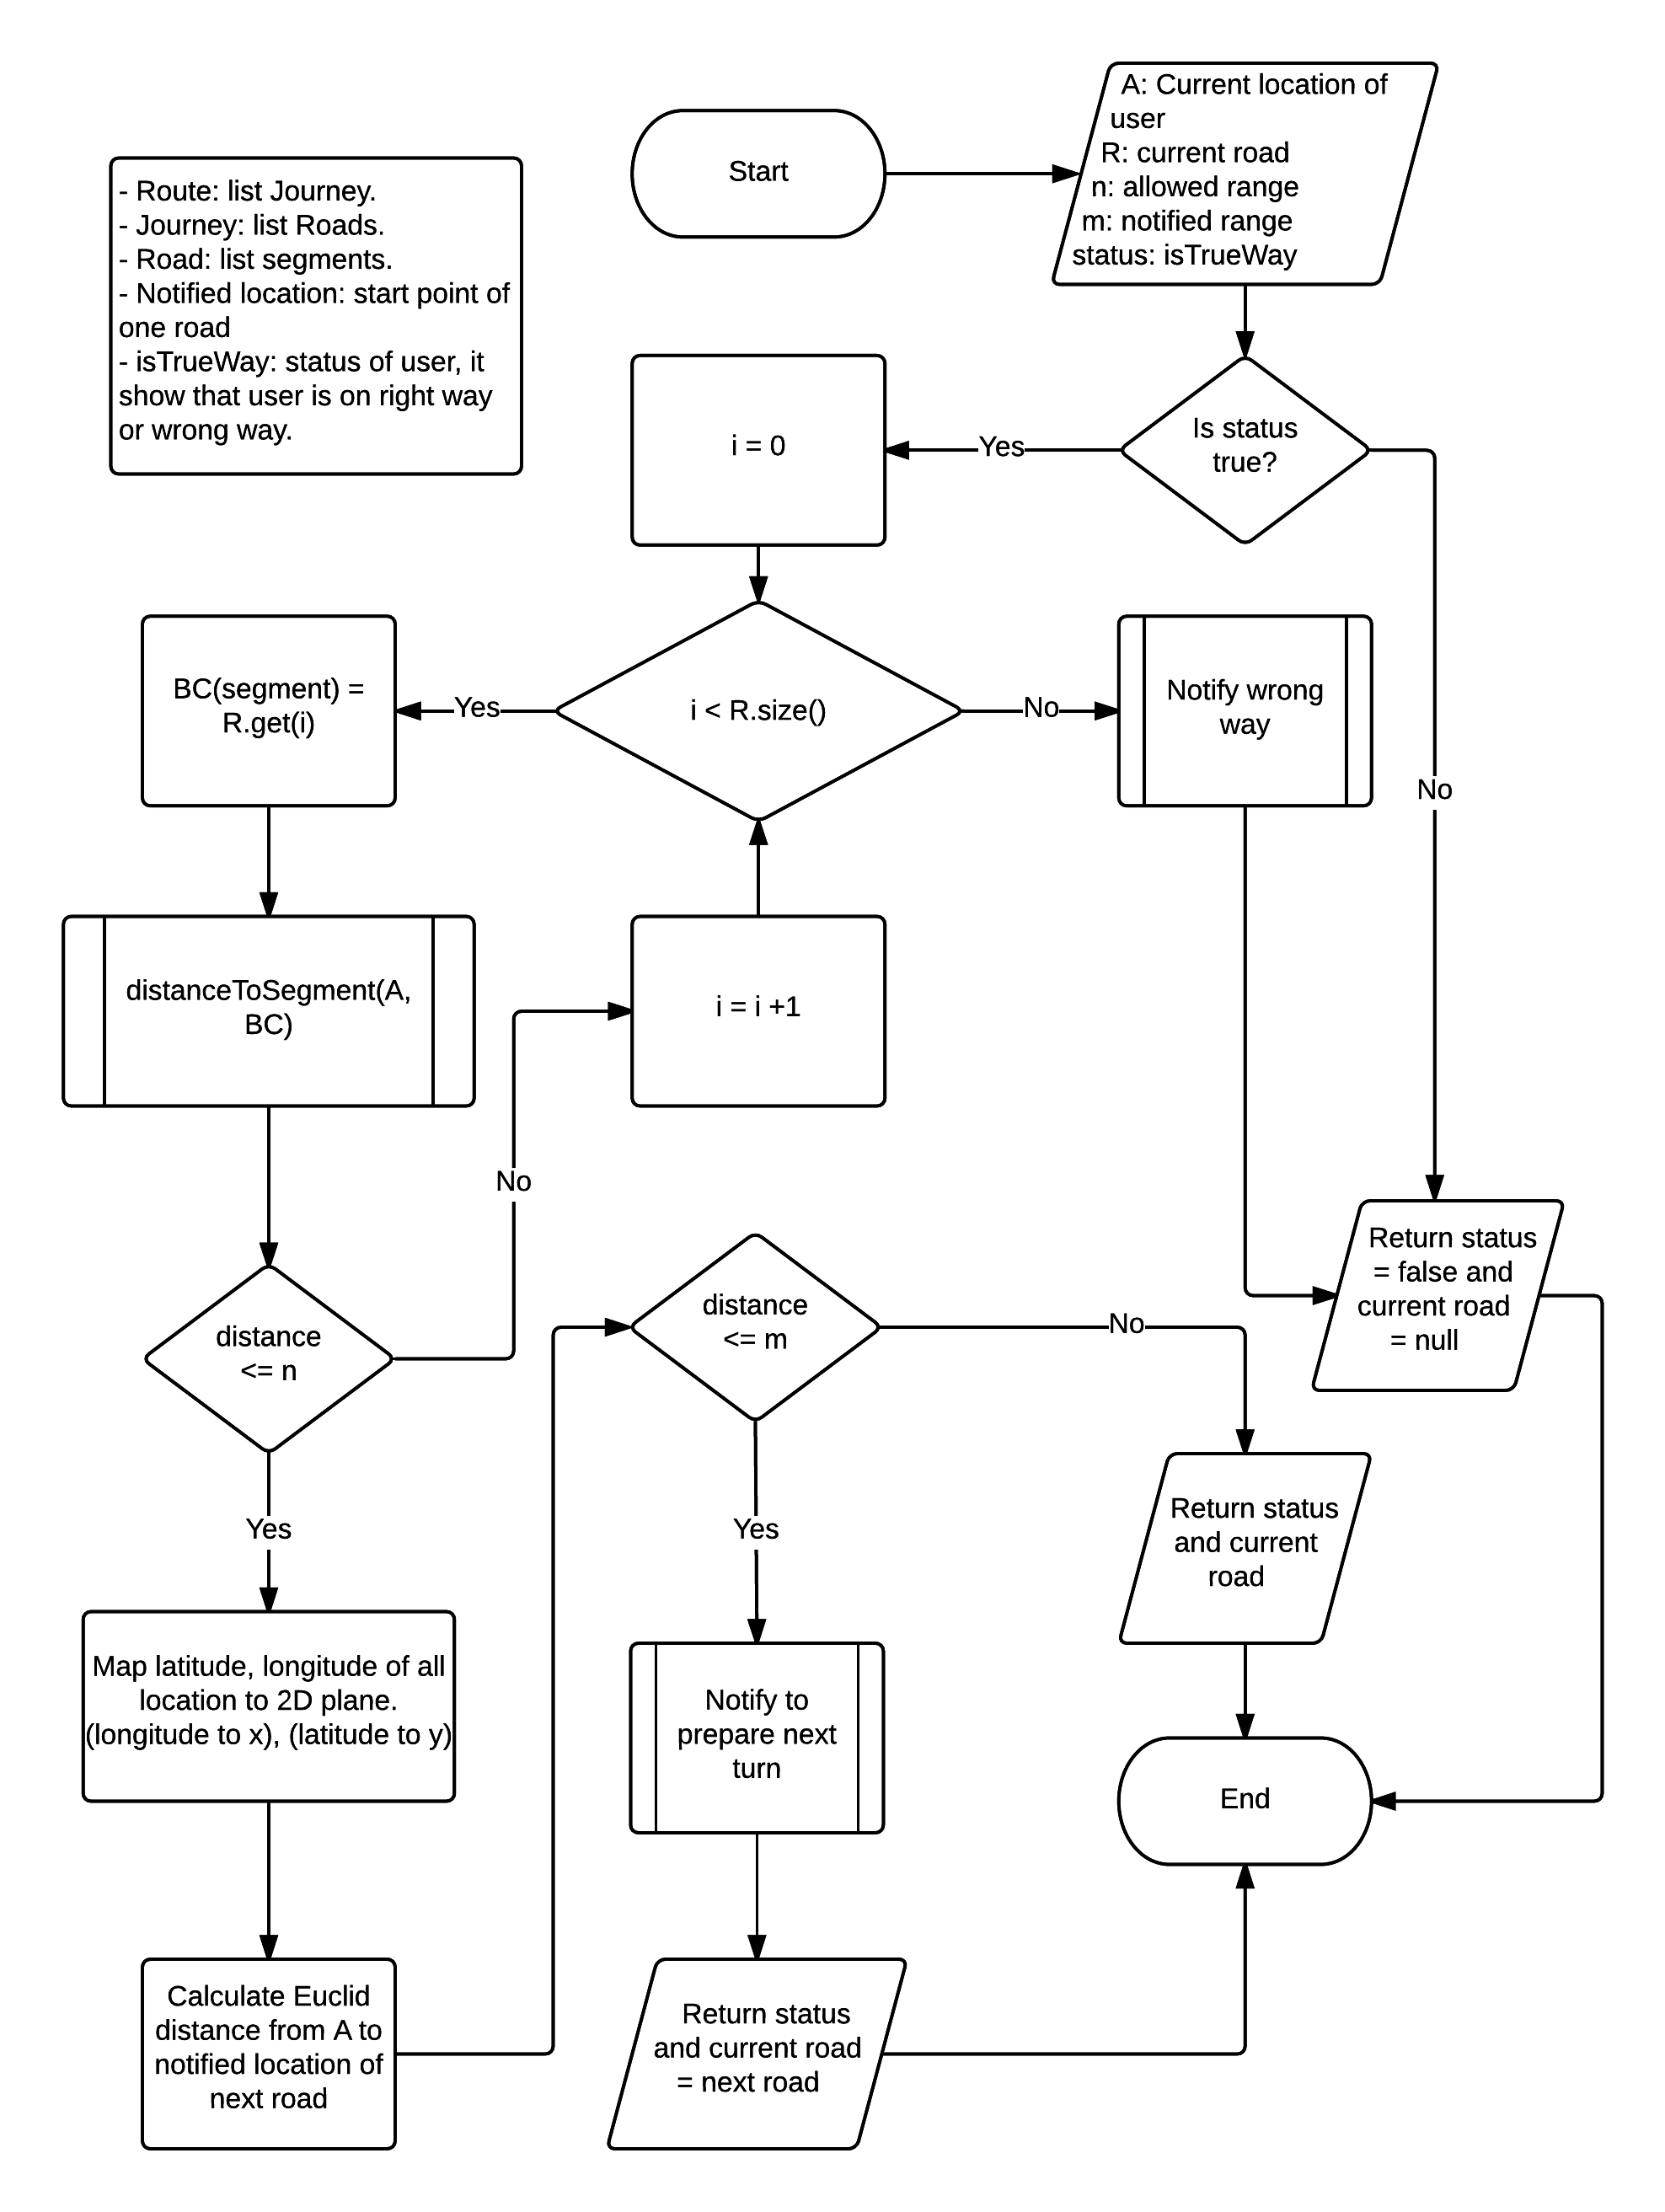 Start
A: Current location of
user
R: current road
n: allowed range
m: notified range
status: isTrueWay
- Route: list Journey.
- Journey: list Roads.
- Road: list segments.
- Notified location: start point of
one road
- isTrueWay: status of user, it
show that user is on right way
or wrong way.
Is status
true?
Yes
No
i = 0
i < R.size()
Yes
No
BC(segment) =
R.get(i)
Notify wrong
way
distanceToSegment(A,
BC)
i = i +1
distance
<= n
No
Yes
distance
<= m
No
Yes
Return status
= false and
current road
= null
Return status
and current
road
Map latitude, longitude of all
location to 2D plane.
(longitude to x), (latitude to y)
Notify to
prepare next
turn
End
Calculate Euclid
distance from A to
notified location of
next road
Return status
and current road
= next road